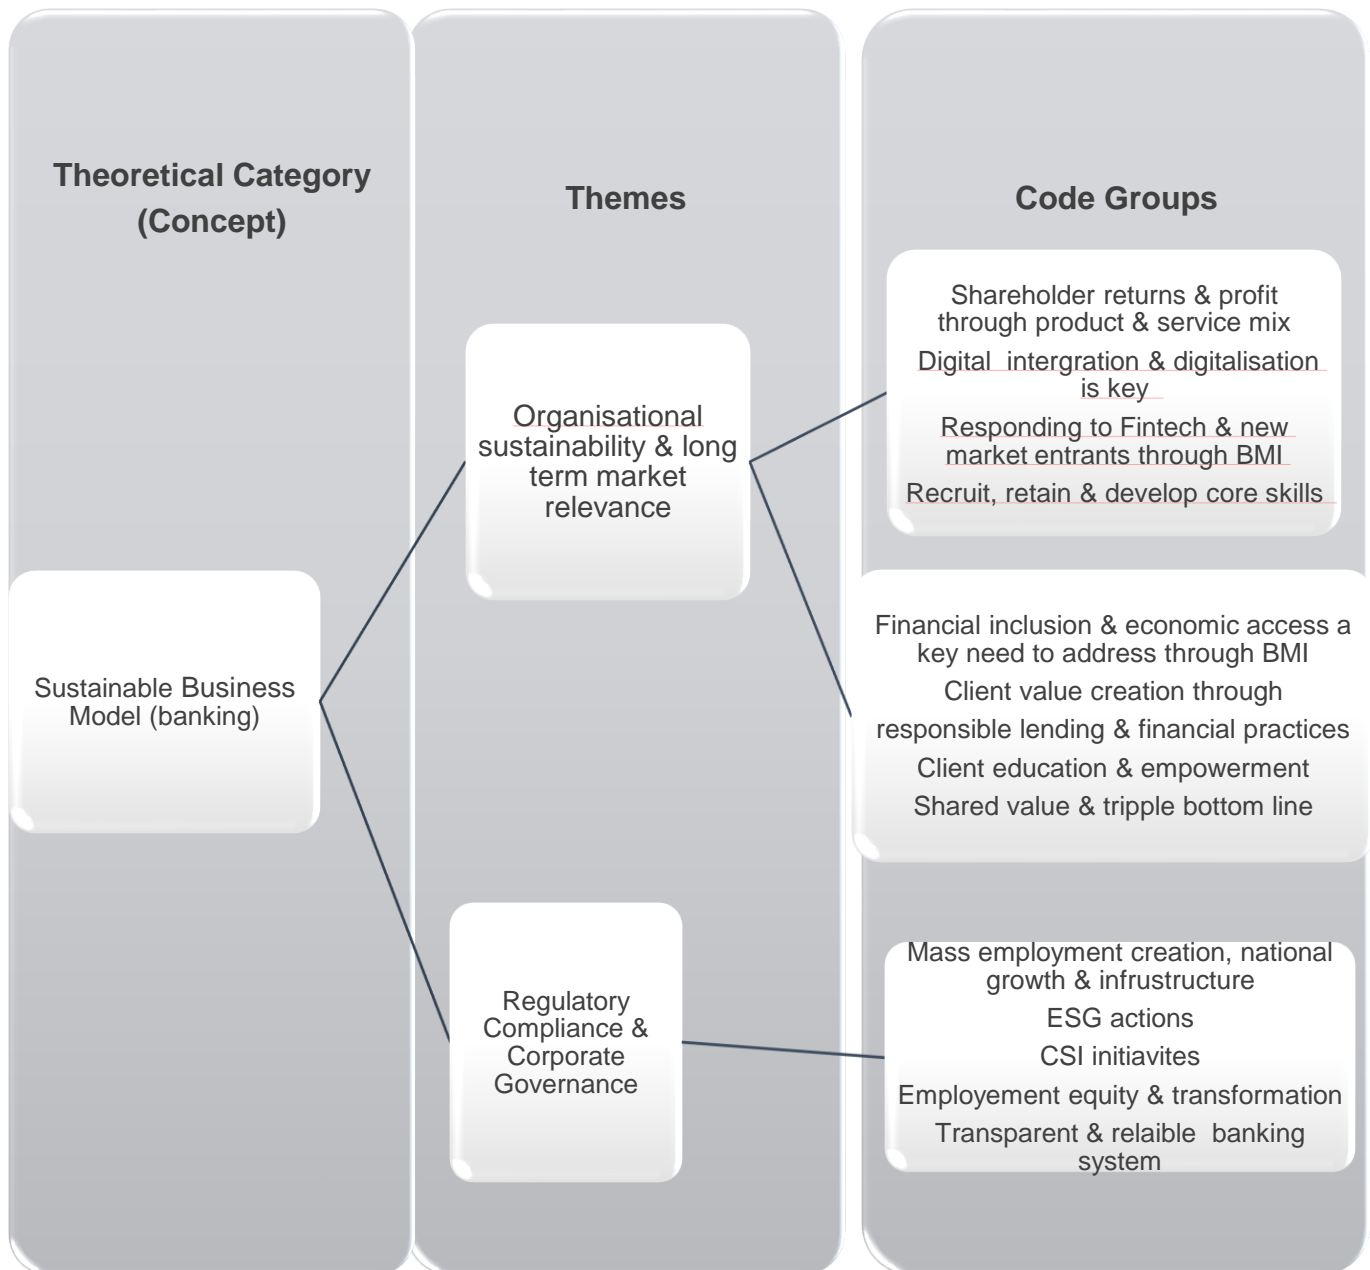 Theoretical Category
(Concept)
Themes
Code Groups
Sustainable Business
Model (banking)
Organisational
sustainability & long
term market
relevance
Regulatory
Compliance &
Corporate
Governance
Shareholder returns & profit
through product & service mix
Digital intergration & digitalisation
is key
Responding to Fintech & new
market entrants through BMI
Recruit, retain & develop core skills
Financial inclusion & economic access a
key need to address through BMI
Client value creation through
responsible lending & financial practices
Client education & empowerment
Shared value & tripple bottom line
Mass employment creation, national
growth & infrustructure
ESG actions
CSI initiavites
Employement equity & transformation
Transparent & relaible banking
system